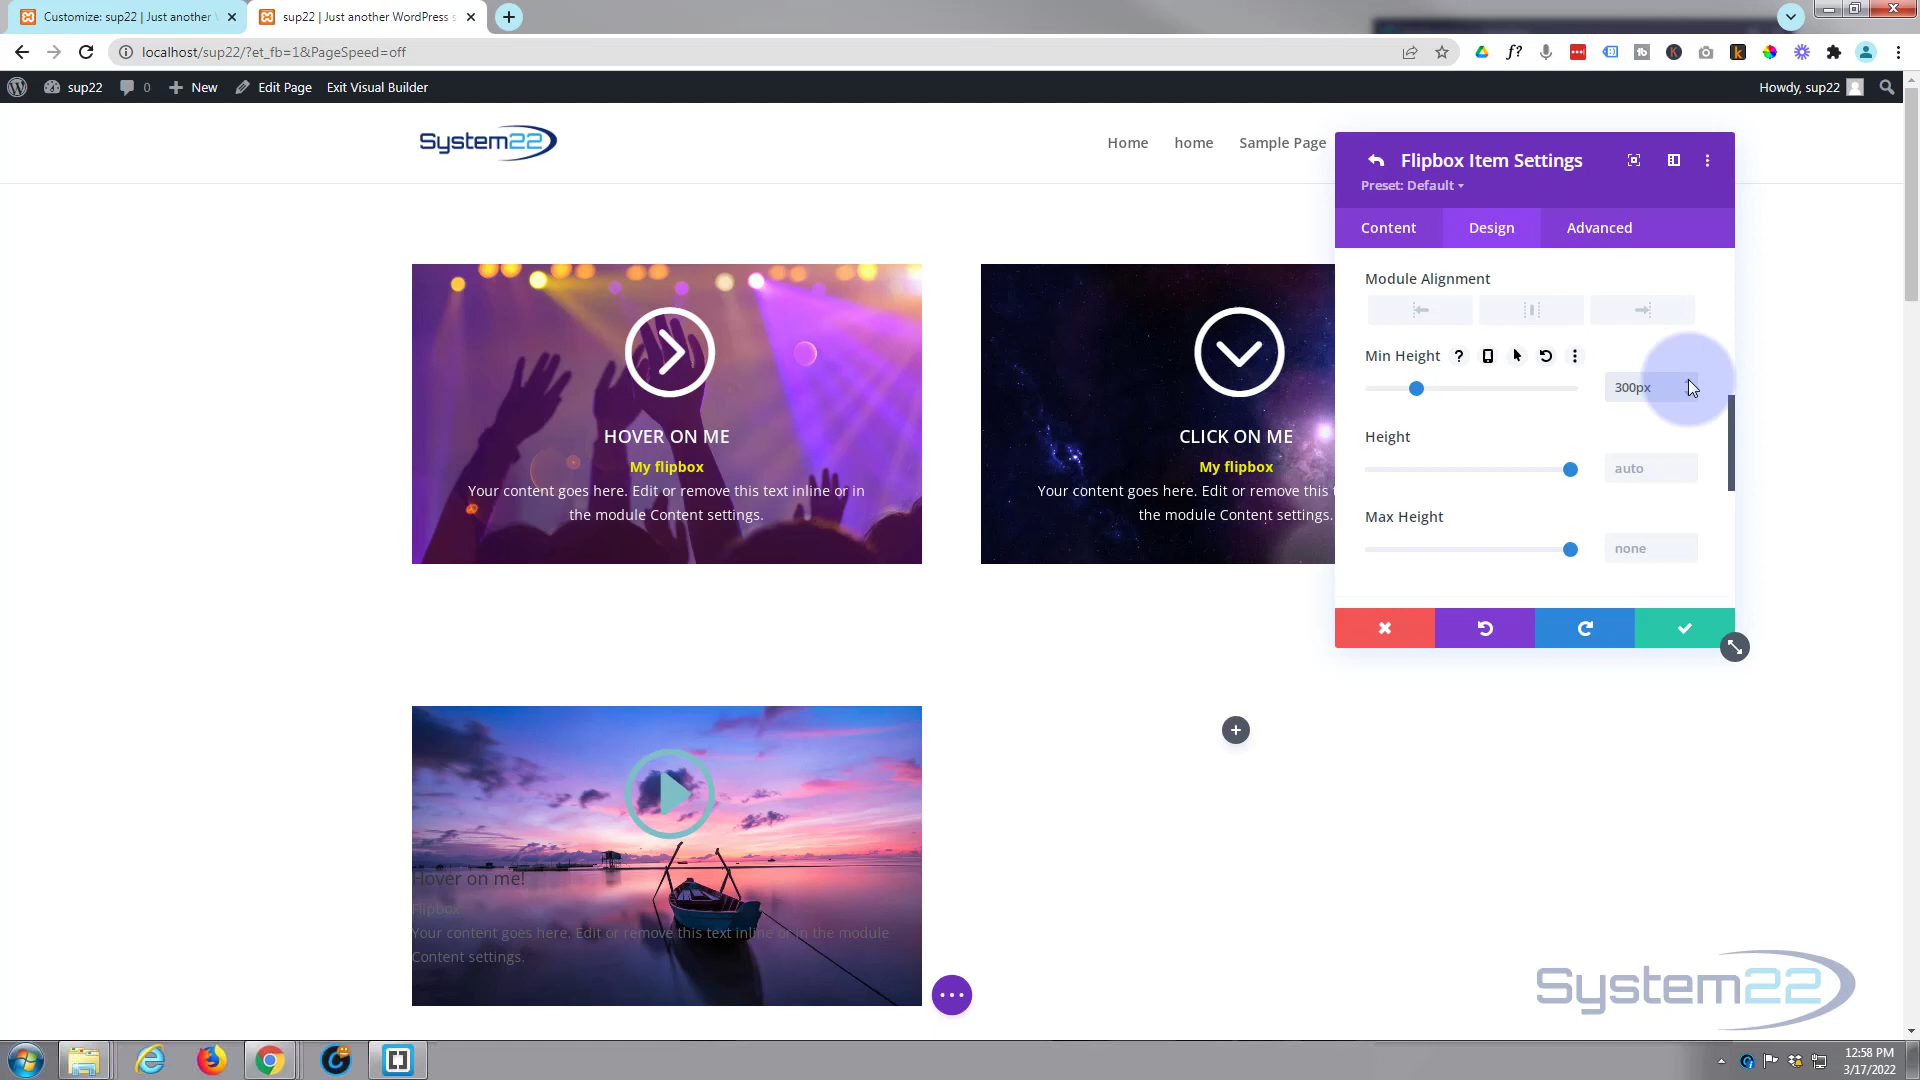 Customize: sup22 | Just another
sup22 | Just another WordPress s
localhost/sup22/?et_fb=1&PageSpeed=off
sup22
0
New
Edit Page
Exit Visual Builder
Howdy, sup22
System22
Home
home
Sample Page
Flipbox Item Settings
Preset: Default
Content
Design
Advanced
Module Alignment
Min Height
300px
Height
auto
Max Height
none
HOVER ON ME
My flipbox
Your content goes here. Edit or remove this text inline or in
the module Content settings.
CLICK ON ME
My flipbox
Your content goes here. Edit or remove this t
the module Content settings.
Hover on me!
Flipbox
Your content goes here. Edit or remove this text inline or in the module
Content settings.
System22
12:58 PM
3/17/2022